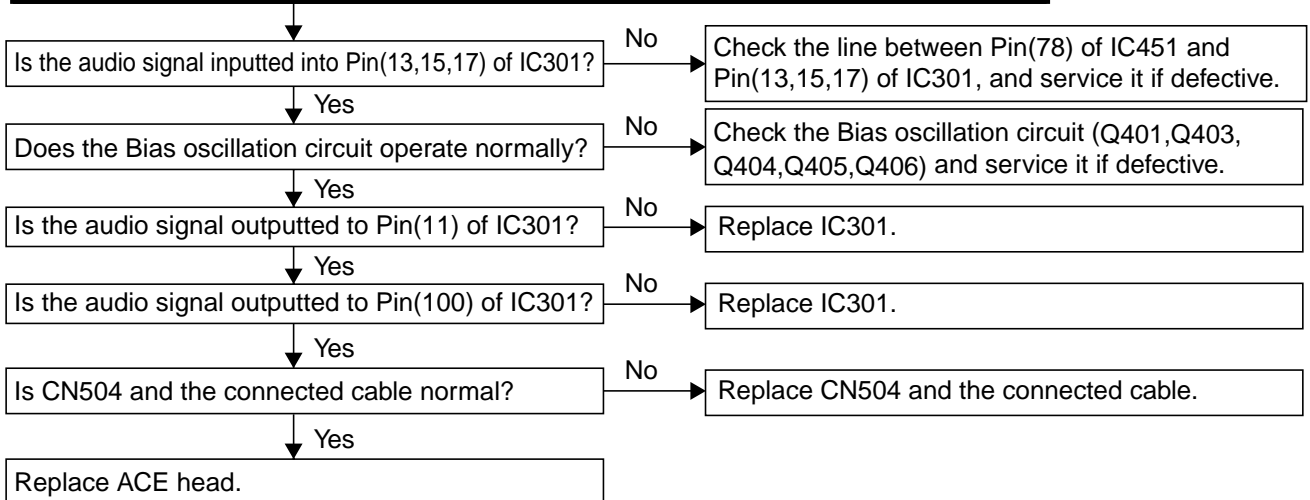 Is the audio signal inputted into Pin(13,15,17) of IC301?
No
Check the line between Pin(78) of IC451 and
Pin(13,15,17) of IC301, and service it if defective.
Yes
Does the Bias oscillation circuit operate normally?
No
Check the Bias oscillation circuit (Q401,Q403,
Q404,Q405,Q406) and service it if defective.
Yes
Is the audio signal outputted to Pin(11) of IC301?
No
Replace IC301.
Yes
Is the audio signal outputted to Pin(100) of IC301?
No
Replace IC301.
Yes
Is CN504 and the connected cable normal?
No
Replace CN504 and the connected cable.
Yes
Replace ACE head.